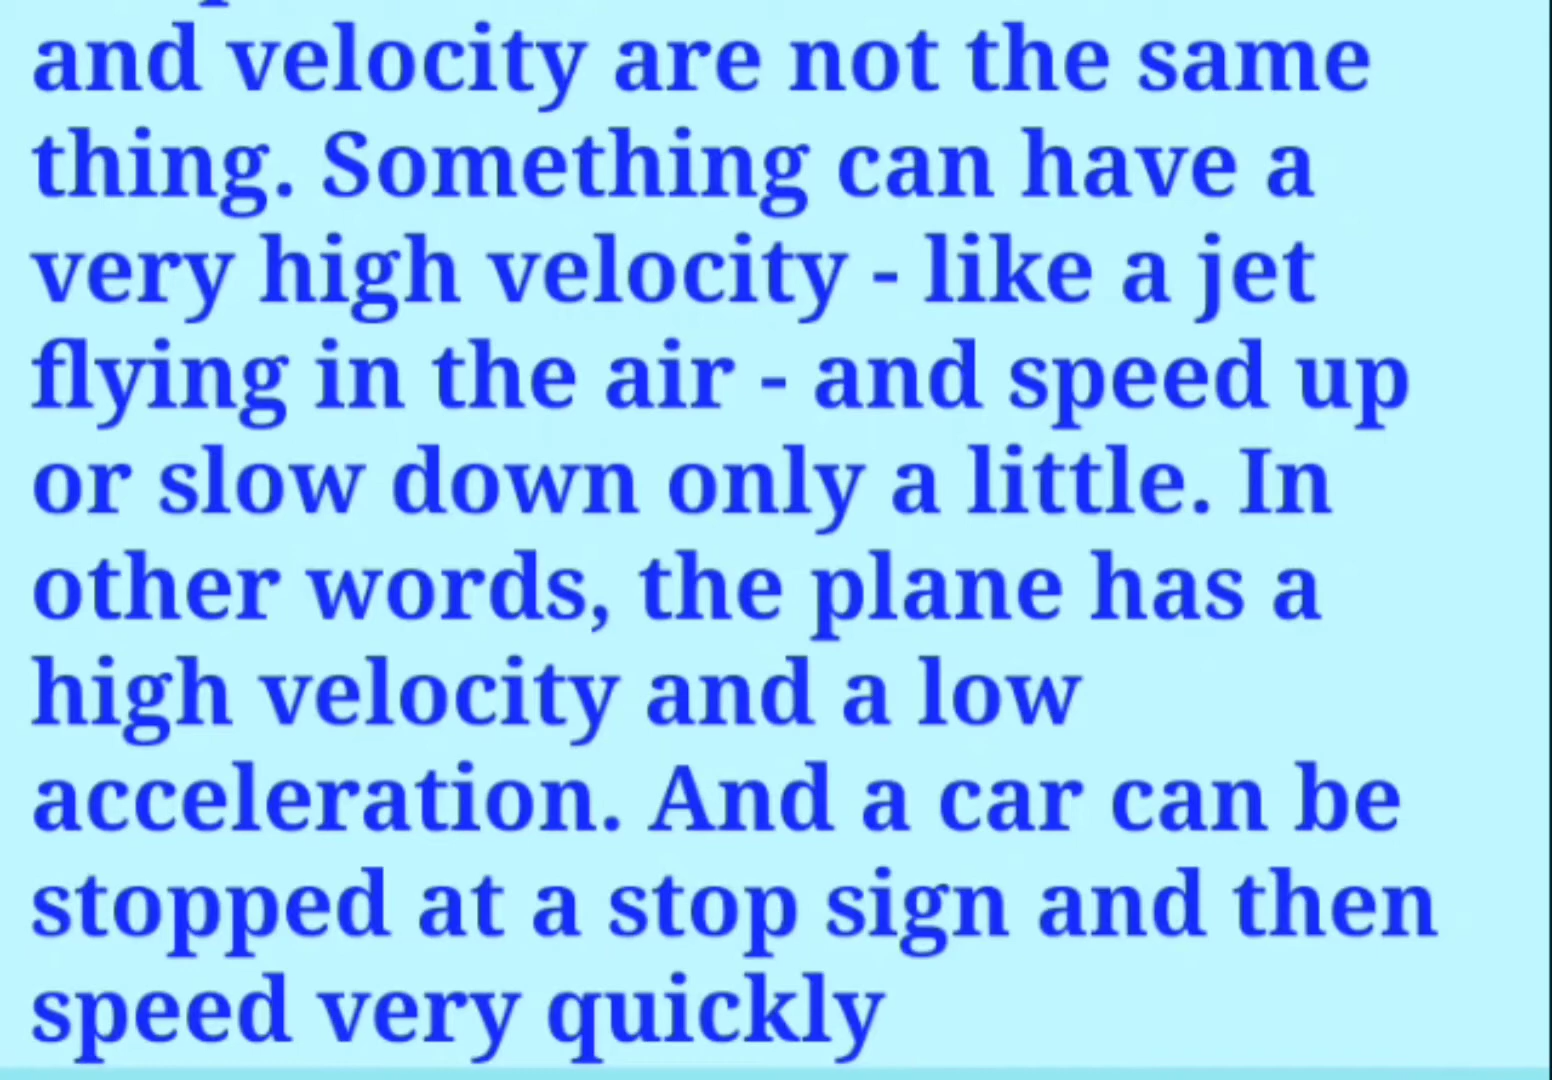 and velocity are not the same
thing. Something can have a
very high velocity - like a jet
flying in the air - and speed up
or slow down only a little. In
other words, the plane has a
high velocity and a low
acceleration. And a car can be
stopped at a stop sign and then
speed very quickly